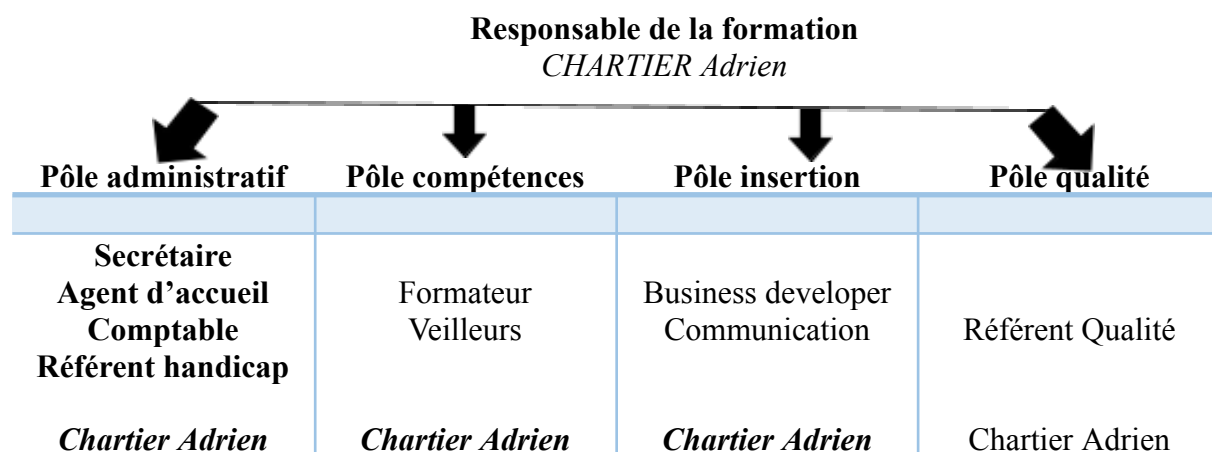 Responsable de la formation
CHARTIER Adrien
Pôle administratif
Pôle compétences
Pôle insertion
Pôle qualité
Secrétaire
Agent d’accueil
Comptable
Référent handicap
Chartier Adrien
Formateur
Veilleurs
Chartier Adrien
Business developer
Communication
Chartier Adrien
Référent Qualité
Chartier Adrien